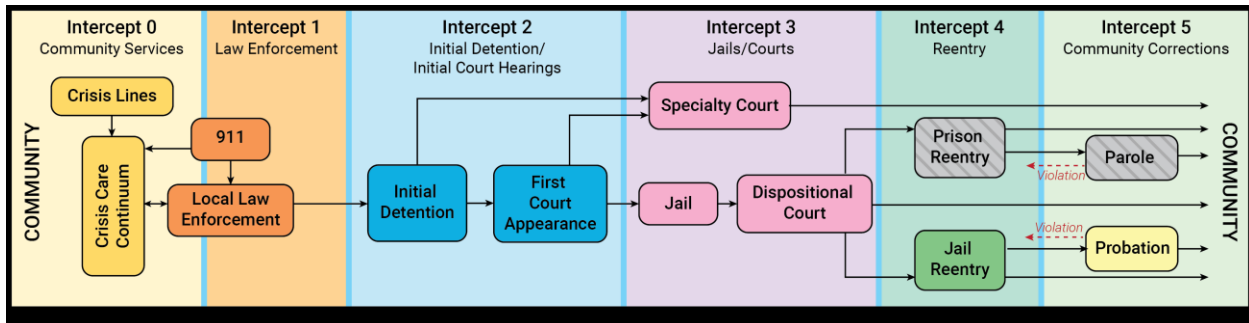 Intercept 0
Community Services
Intercept 1
Law Enforcement
Intercept 2
Initial Detention/
Initial Court Hearings
Intercept 3
Jails/Courts
Intercept 4
Reentry
Intercept 5
Community Corrections
COMMUNITY
Crisis Lines
Crisis Care
Continuum
911
Local Law
Enforcement
Initial
Detention
First
Court
Appearance
Specialty Court
Jail
Dispositional
Court
Prison
Reentry
Parole
Violation
Jail
Reentry
Probation
Violation
COMMUNITY